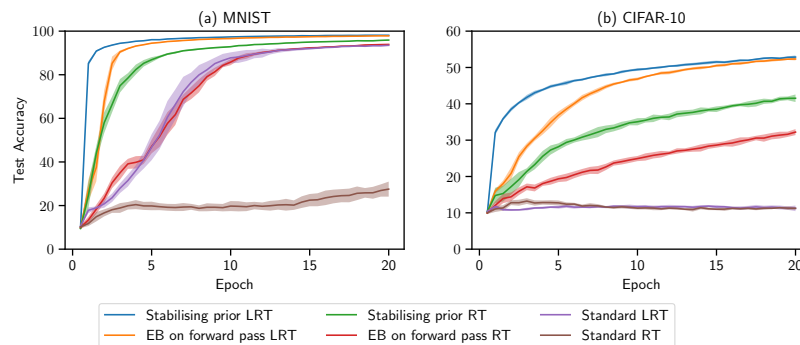 (a) MNIST
(b) CIFAR-10
100
80
60
40
20
0
Test Accuracy
0 5 10 15 20
Epoch
60
50
40
30
20
10
0
0 5 10 15 20
Epoch
Stabilising prior LRT Stabilising prior RT Standard LRT
EB on forward pass LRT EB on forward pass RT Standard RT